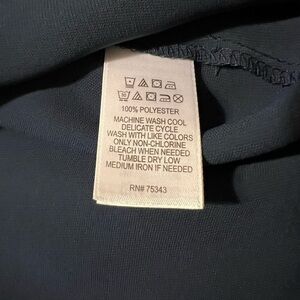 100% POLYESTER
MACHINE WASH COOL
DELICATE CYCLE
WASH WITH LIKE COLORS
ONLY NON-CHLORINE
BLEACH WHEN NEEDED
TUMBLE DRY LOW
MEDIUM IRON IF NEEDED
RN# 75343